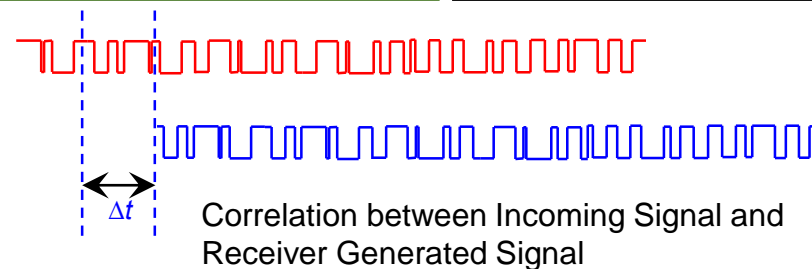 Δt
Correlation between Incoming Signal and
Receiver Generated Signal